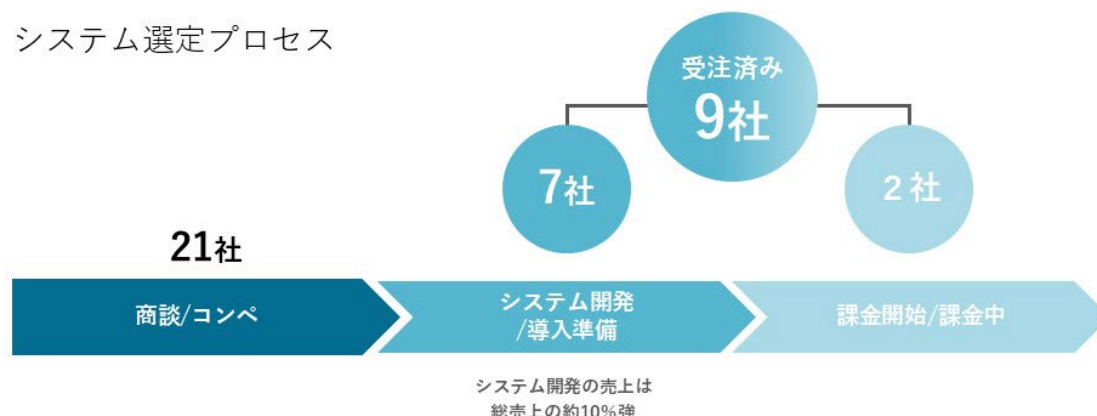 システム選定プロセス
受注済み
9社
7社
2社
21社
商談/コンペ
システム開発
/導入準備
課金開始/課金中
システム開発の売上は
総売上の約10%強